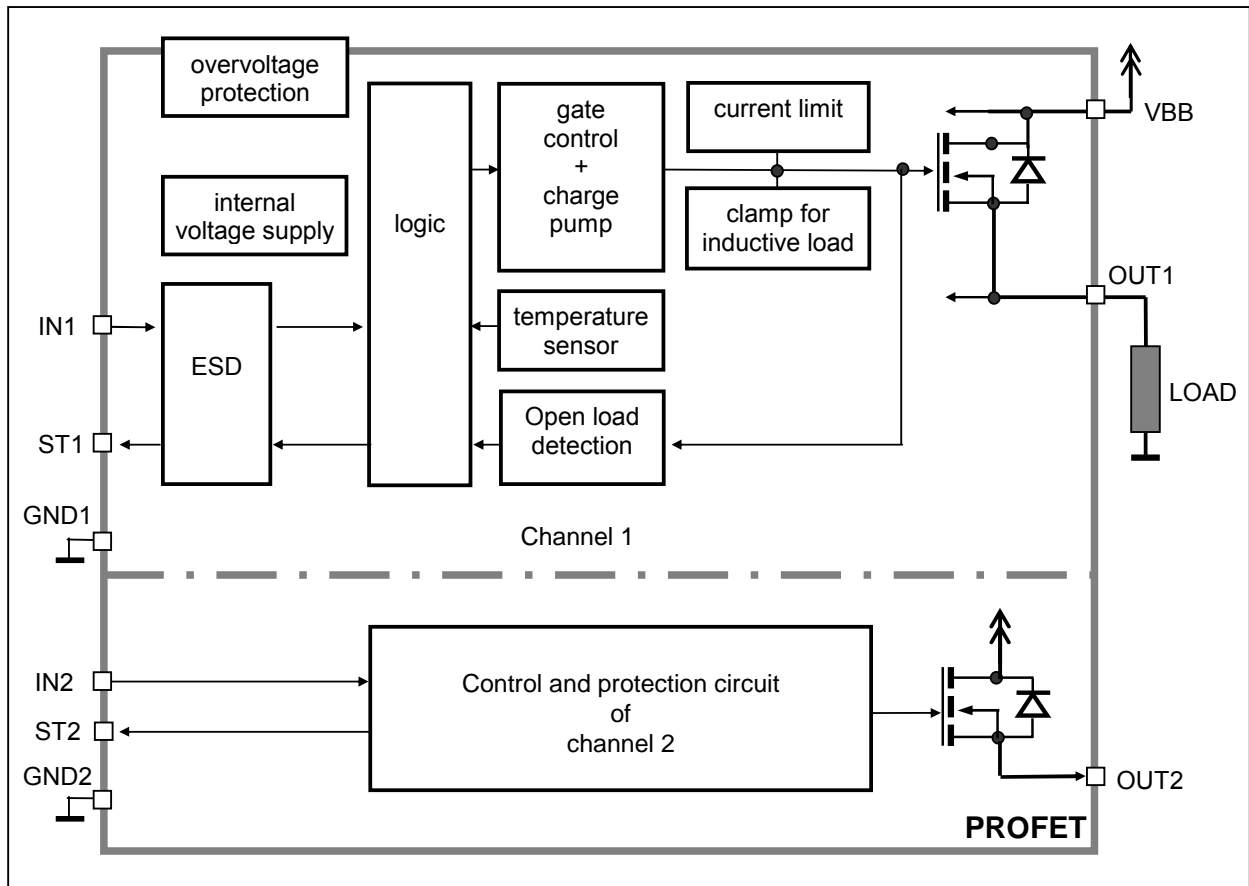 overvoltage
protection
internal
voltage supply
logic
gate
control
+
charge
pump
current limit
clamp for
inductive load
VBB
OUT1
LOAD
IN1
ESD
temperature
sensor
ST1
Open load
detection
GND1
Channel 1
IN2
ST2
GND2
Control and protection circuit
of
channel 2
OUT2
PROFET